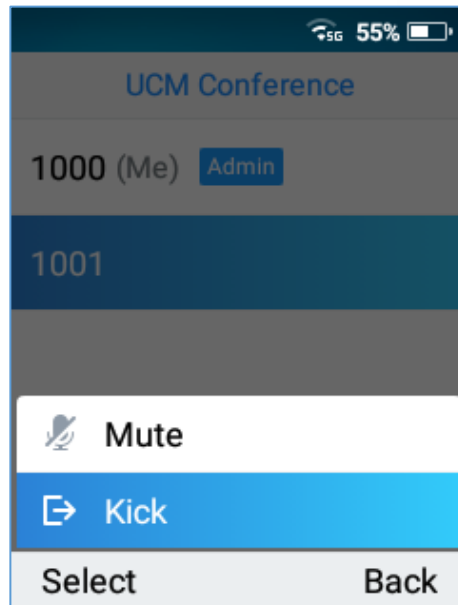 5G 55%
UCM Conference
1000 (Me) Admin
1001
Mute
Kick
Select Back